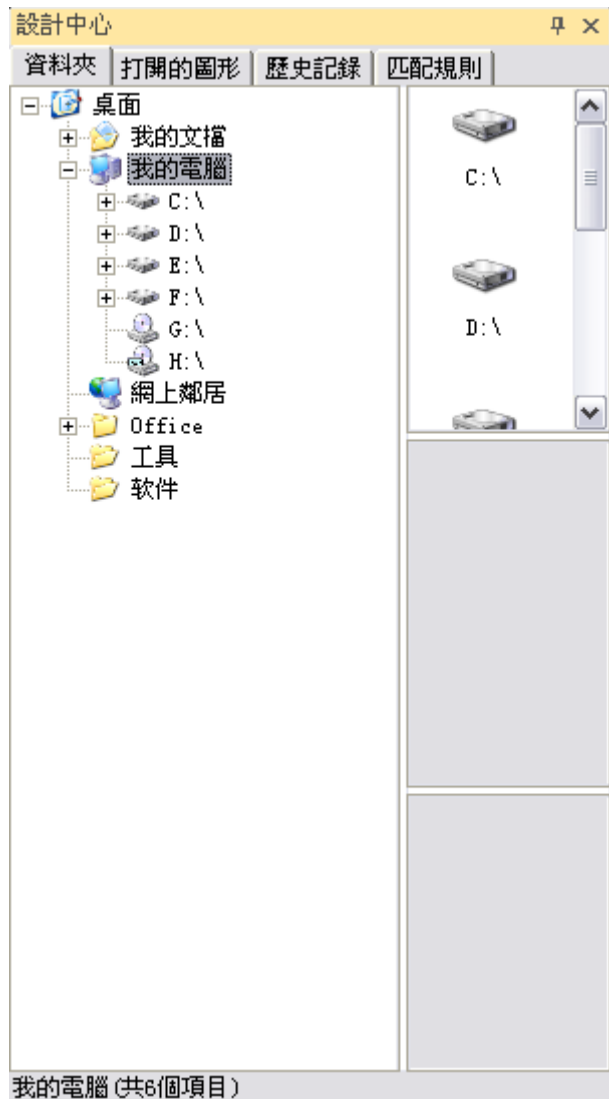 設計中心
資料夾 打開的圖形 歷史記錄 匹配規則
桌面
我的文檔
我的電腦
C:\
D:\
E:\
F:\
G:\
H:\
網上鄰居
Office
工具
软件
C:\
D:\
我的電腦(共6個項目)